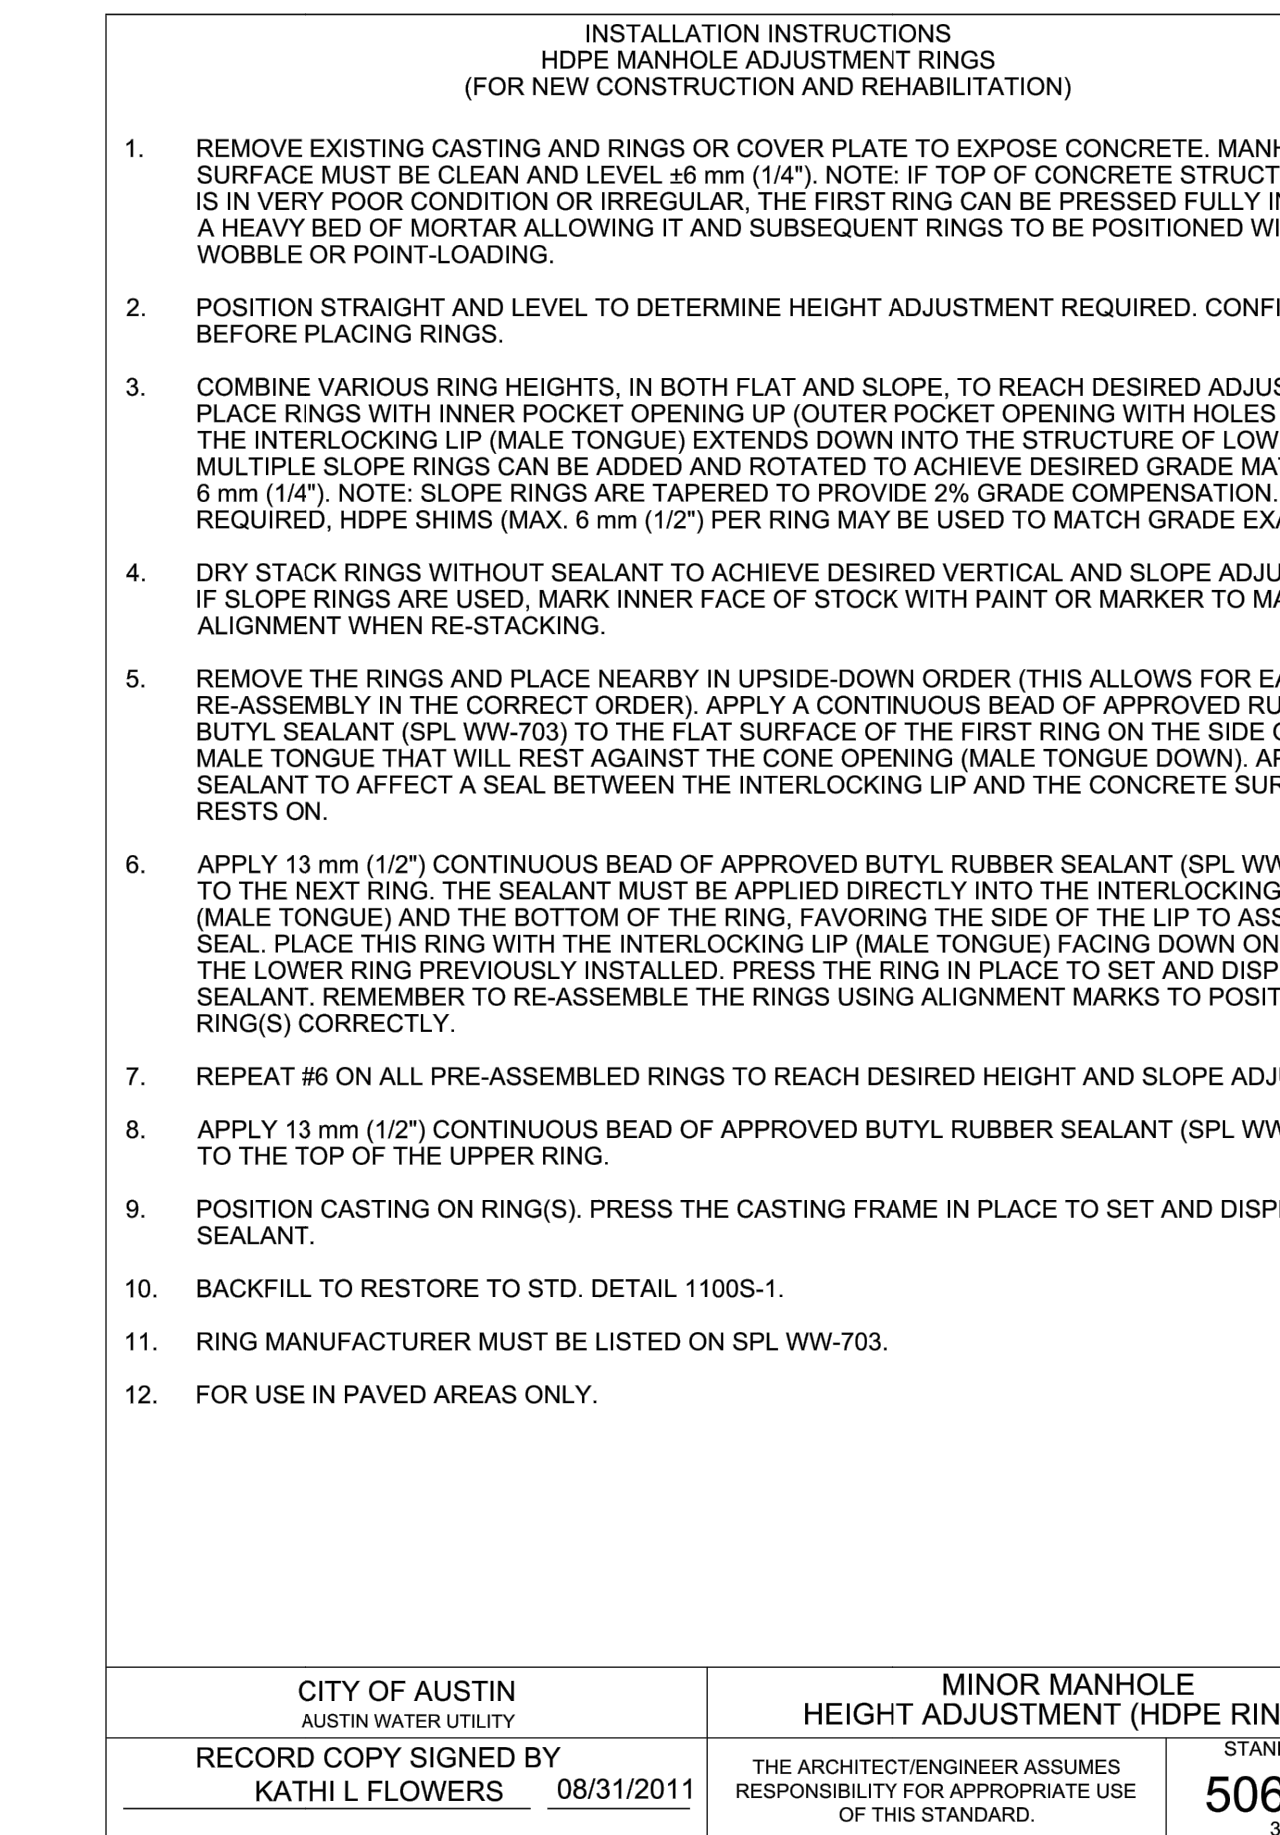 INSTALLATION INSTRUCTIONS
HDPE MANHOLE ADJUSTMENT RINGS
(FOR NEW CONSTRUCTION AND REHABILITATION)
1. REMOVE EXISTING CASTING AND RINGS OR COVER PLATE TO EXPOSE CONCRETE.
SURFACE MUST BE CLEAN AND LEVEL ±6 mm (1/4"). NOTE: IF TOP OF CONCRETE
IS IN VERY POOR CONDITION OR IRREGULAR, THE FIRST RING CAN BE PRESSED FULLY
A HEAVY BED OF MORTAR ALLOWING IT AND SUBSEQUENT RINGS TO BE POSITIONED
WOBBLE OR POINT-LOADING.
2. POSITION STRAIGHT AND LEVEL TO DETERMINE HEIGHT ADJUSTMENT REQUIRED.
BEFORE PLACING RINGS.
3. COMBINE VARIOUS RING HEIGHTS, IN BOTH FLAT AND SLOPE, TO REACH DESIRED
PLACE RINGS WITH INNER POCKET OPENING UP (OUTER POCKET OPENING WITH HOLES
THE INTERLOCKING LIP (MALE TONGUE) EXTENDS DOWN INTO THE STRUCTURE OF
MULTIPLE SLOPE RINGS CAN BE ADDED AND ROTATED TO ACHIEVE DESIRED GRADE
6 mm (1/4"). NOTE: SLOPE RINGS ARE TAPERED TO PROVIDE 2% GRADE COMPENSATION.
REQUIRED, HDPE SHIMS (MAX. 6 mm (1/2") PER RING MAY BE USED TO MATCH GRADE
4. DRY STACK RINGS WITHOUT SEALANT TO ACHIEVE DESIRED VERTICAL AND SLOPE
IF SLOPE RINGS ARE USED, MARK INNER FACE OF STOCK WITH PAINT OR MARKER TO
ALIGNMENT WHEN RE-STACKING.
5. REMOVE THE RINGS AND PLACE NEARBY IN UPSIDE-DOWN ORDER (THIS ALLOWS FOR
RE-ASSEMBLY IN THE CORRECT ORDER). APPLY A CONTINUOUS BEAD OF APPROVED
BUTYL SEALANT (SPL WW-703) TO THE FLAT SURFACE OF THE FIRST RING ON THE SIDE
MALE TONGUE THAT WILL REST AGAINST THE CONE OPENING (MALE TONGUE DOWN).
SEALANT TO AFFECT A SEAL BETWEEN THE INTERLOCKING LIP AND THE CONCRETE
RESTS ON.
6. APPLY 13 mm (1/2") CONTINUOUS BEAD OF APPROVED BUTYL RUBBER SEALANT (SPL
TO THE NEXT RING. THE SEALANT MUST BE APPLIED DIRECTLY INTO THE INTERLOCKING
(MALE TONGUE) AND THE BOTTOM OF THE RING, FAVORING THE SIDE OF THE LIP TO
SEAL. PLACE THIS RING WITH THE INTERLOCKING LIP (MALE TONGUE) FACING DOWN ON
THE LOWER RING PREVIOUSLY INSTALLED. PRESS THE RING IN PLACE TO SET AND
SEALANT. REMEMBER TO RE-ASSEMBLE THE RINGS USING ALIGNMENT MARKS TO
RING(S) CORRECTLY.
7. REPEAT #6 ON ALL PRE-ASSEMBLED RINGS TO REACH DESIRED HEIGHT AND SLOPE
8. APPLY 13 mm (1/2") CONTINUOUS BEAD OF APPROVED BUTYL RUBBER SEALANT (SPL
TO THE TOP OF THE UPPER RING.
9. POSITION CASTING ON RING(S). PRESS THE CASTING FRAME IN PLACE TO SET AND
SEALANT.
10. BACKFILL TO RESTORE TO STD. DETAIL 1100S-1.
11. RING MANUFACTURER MUST BE LISTED ON SPL WW-703.
12. FOR USE IN PAVED AREAS ONLY.
CITY OF AUSTIN
AUSTIN WATER UTILITY
MINOR MANHOLE
HEIGHT ADJUSTMENT (HDPE
RECORD COPY SIGNED BY
KATHI L FLOWERS 08/31/2011
THE ARCHITECT/ENGINEER ASSUMES
RESPONSIBILITY FOR APPROPRIATE USE
OF THIS STANDARD.